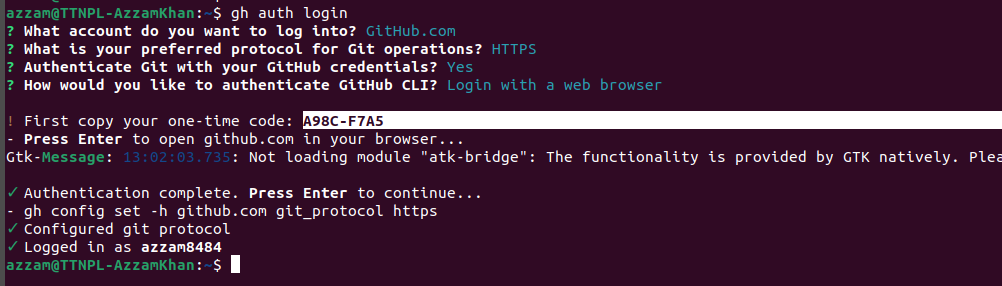 azzam@TTNPL-AzzamKhan:~$ gh auth login
? What account do you want to log into? GitHub.com
? What is your preferred protocol for Git operations? HTTPS
? Authenticate Git with your GitHub credentials? Yes
? How would you like to authenticate GitHub CLI? Login with a web browser
! First copy your one-time code: A98C-F7A5
- Press Enter to open github.com in your browser...
Gtk-Message: 13:02:03.735: Not loading module "atk-bridge": The functionality is provided by GTK natively. Plea
✓ Authentication complete. Press Enter to continue...
- gh config set -h github.com git_protocol https
✓ Configured git protocol
✓ Logged in as azzam8484
azzam@TTNPL-AzzamKhan:~$